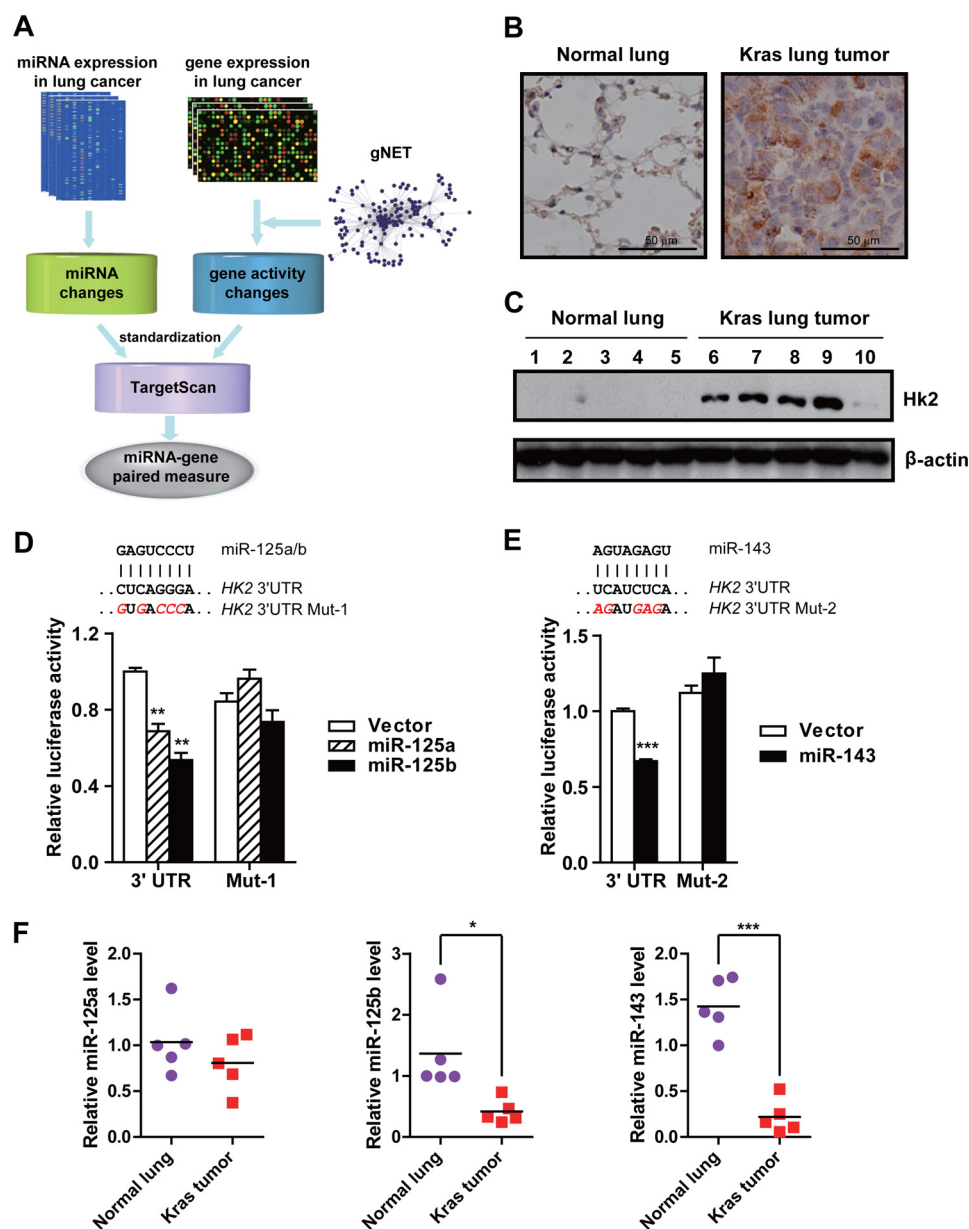 A
miRNA expression
in lung cancer
gene expression
in lung cancer
gNET
miRNA
changes
gene activity
changes
standardization
TargetScan
miRNA-gene
paired measure
B
Normal lung
Kras lung tumor
50 μm
50 μm
C
Normal lung
Kras lung tumor
1 2 3 4 5 6 7 8 9 10
Hk2
β-actin
D
GAGUCCCU miR-125a/b
..CUCAGGGA.. HK2 3'UTR
..GUGACCCA.. HK2 3'UTR Mut-1
Relative luciferase activity
1.2
0.8
0.4
0.0
**
**
3' UTR
Mut-1
Vector
miR-125a
miR-125b
E
AGUAGAGU miR-143
..UCAUCUCA.. HK2 3'UTR
..AGAUGAGA.. HK2 3'UTR Mut-2
Relative luciferase activity
1.5
1.0
0.5
0.0
***
3' UTR
Mut-2
Vector
miR-143
F
Relative miR-125a level
2.0
1.5
1.0
0.5
0.0
Normal lung
Kras tumor
Relative miR-125b level
3
2
1
0
*
Normal lung
Kras tumor
Relative miR-143 level
2.0
1.5
1.0
0.5
0.0
***
Normal lung
Kras tumor